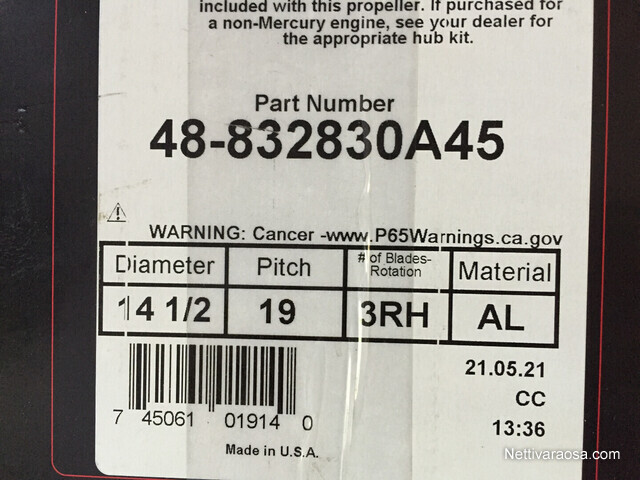 included with this propeller. If purchased for
a non-Mercury engine, see your dealer for
the appropriate hub kit.
Part Number
48-832830A45
WARNING: Cancer -www.P65Warnings.ca.gov
Diameter Pitch # of Blades-Rotation Material
14 1/2 19 3RH AL
21.05.21
CC
13:36
7 45061 01914 0
Made in U.S.A.
Nettivaraosa.com